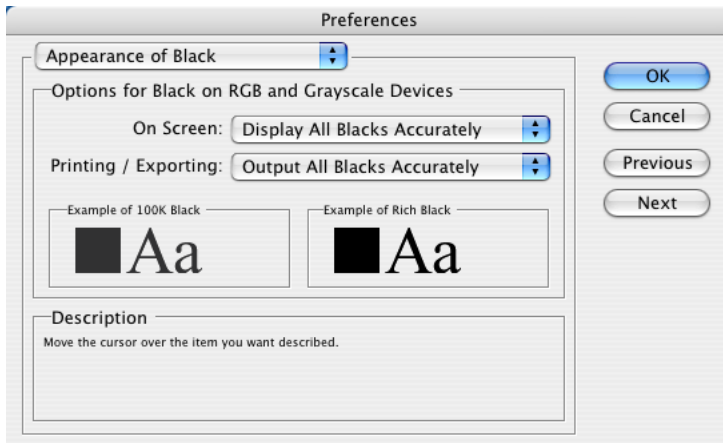 Preferences
Appearance of Black
Options for Black on RGB and Grayscale Devices
On Screen: Display All Blacks Accurately
Printing / Exporting: Output All Blacks Accurately
Example of 100K Black
Aa
Example of Rich Black
Aa
Description
Move the cursor over the item you want described.
OK
Cancel
Previous
Next